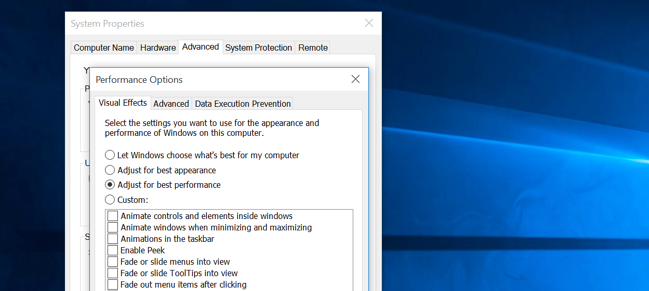 System Properties
Computer Name Hardware Advanced System Protection Remote
Performance Options
Visual Effects Advanced Data Execution Prevention
Select the settings you want to use for the appearance and
performance of Windows on this computer.
Let Windows choose what's best for my computer
Adjust for best appearance
Adjust for best performance
Custom:
Animate controls and elements inside windows
Animate windows when minimizing and maximizing
Animations in the taskbar
Enable Peek
Fade or slide menus into view
Fade or slide ToolTips into view
Fade out menu items after clicking